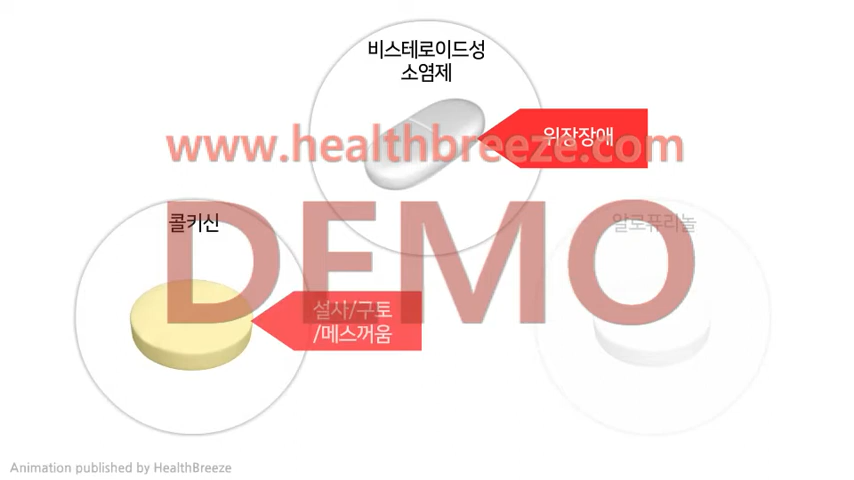 비스테로이드성
소염제
위장장애
www.healthbreeze.com
DEMO
콜키신
알로퓨리놀
설사/구토
/메스꺼움
Animation published by HealthBreeze